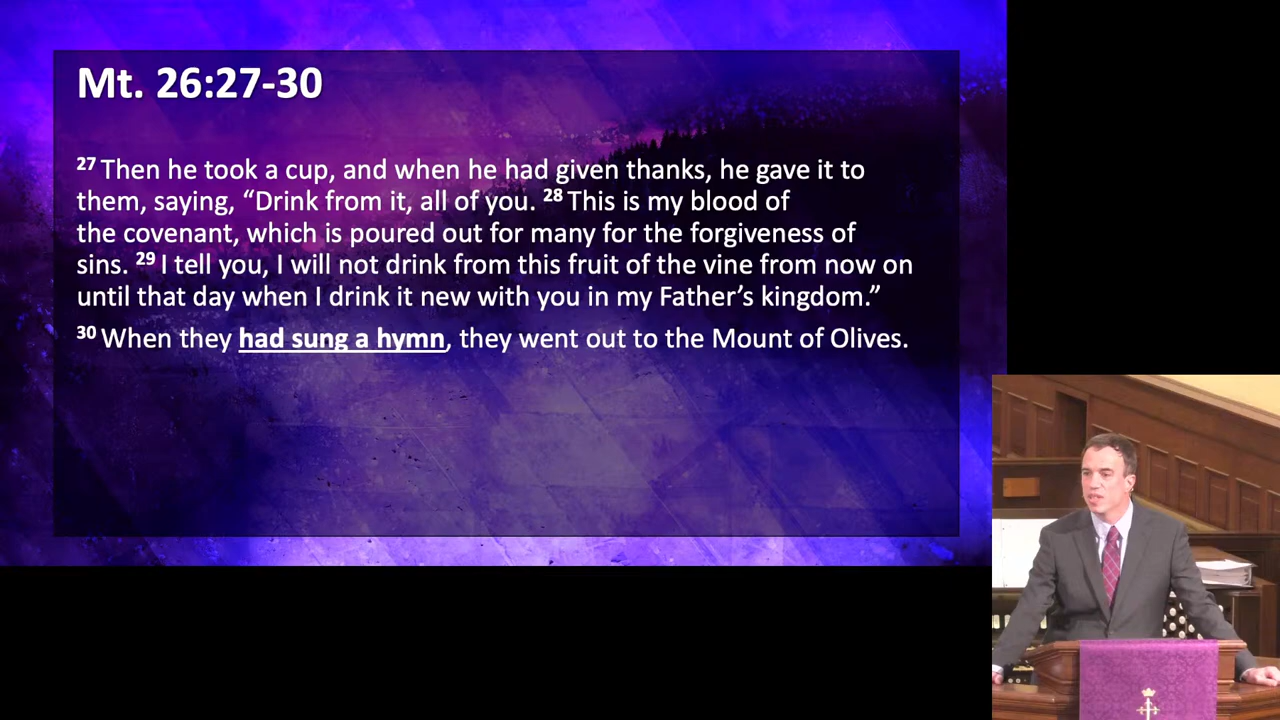 Mt. 26:27-30
27 Then he took a cup, and when he had given thanks, he gave it to
them, saying, “Drink from it, all of you. 28 This is my blood of
the covenant, which is poured out for many for the forgiveness of
sins. 29 I tell you, I will not drink from this fruit of the vine from now on
until that day when I drink it new with you in my Father’s kingdom.”
30 When they had sung a hymn, they went out to the Mount of Olives.